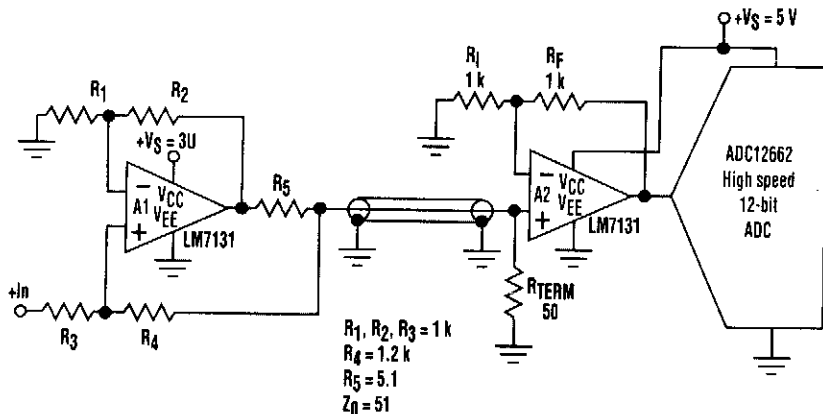 +VS = 5 V
RI
1 k
RF
1 k
R1
R2
+VS = 3U
−
A1
VCC
VEE
+
LM7131
R5
−
A2
VCC
VEE
+
LM7131
ADC12662
High speed
12-bit
ADC
+In
R3
R4
RTERM
50
R1, R2, R3 = 1 k
R4 = 1.2 k
R5 = 5.1
Z0 = 51